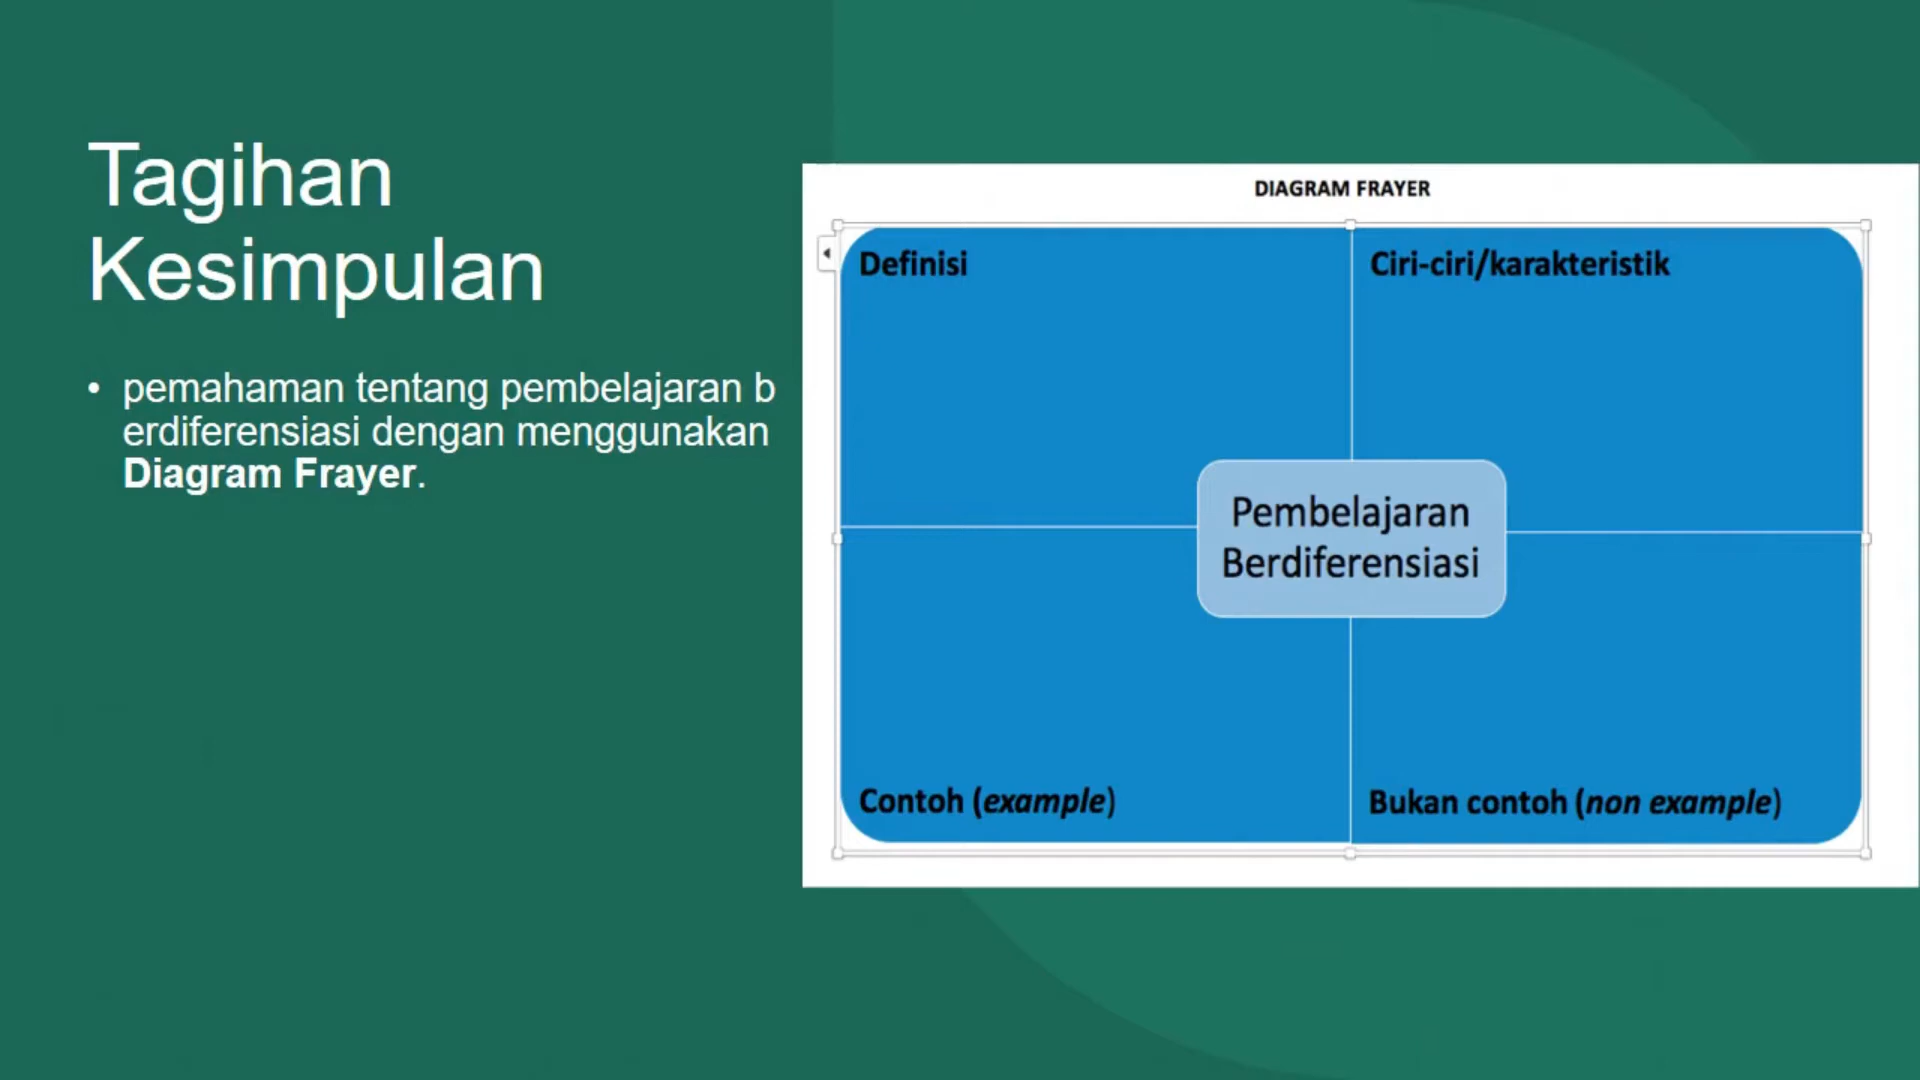 Tagihan
Kesimpulan
• pemahaman tentang pembelajaran b
erdiferensiasi dengan menggunakan
Diagram Frayer.
DIAGRAM FRAYER
Definisi
Ciri-ciri/karakteristik
Pembelajaran
Berdiferensiasi
Contoh (example)
Bukan contoh (non example)